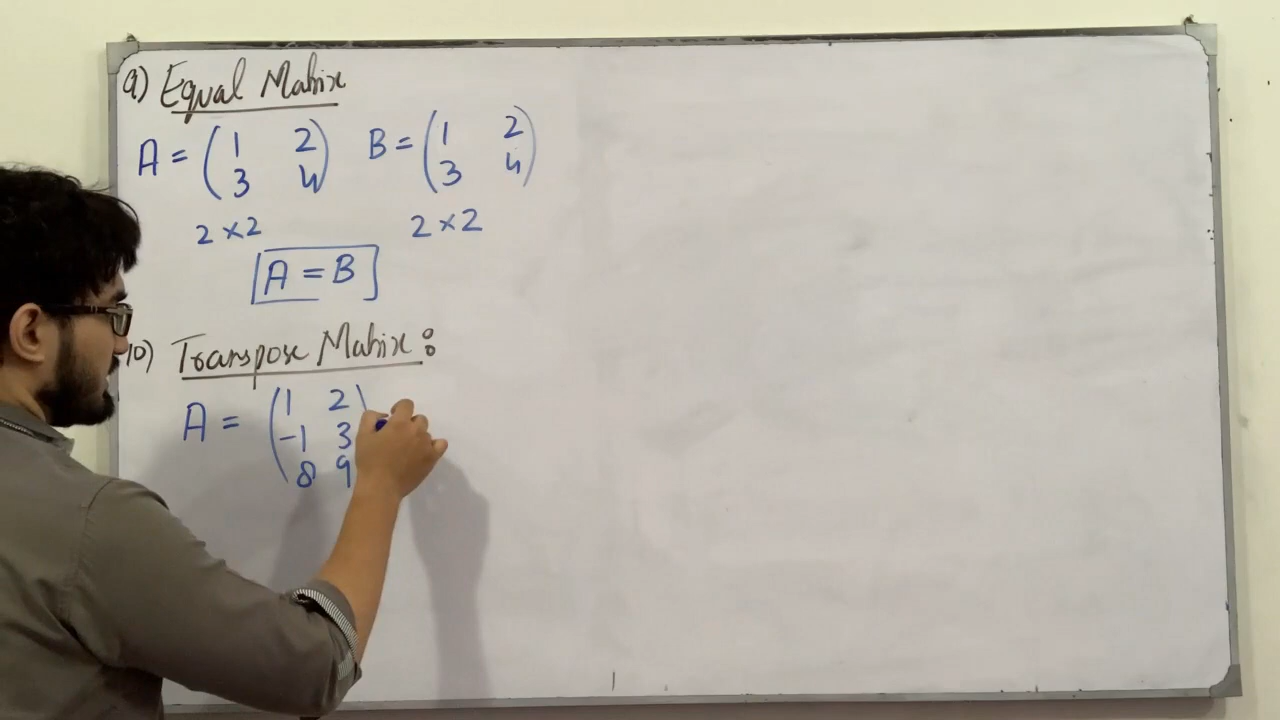 9) Equal Matrix
A = (1 2) B = (1 2)
(3 4) (3 4)
2 × 2 2 × 2
[A = B]
10) Transpose Matrix :
A = (1 2)
-1 3
8 9